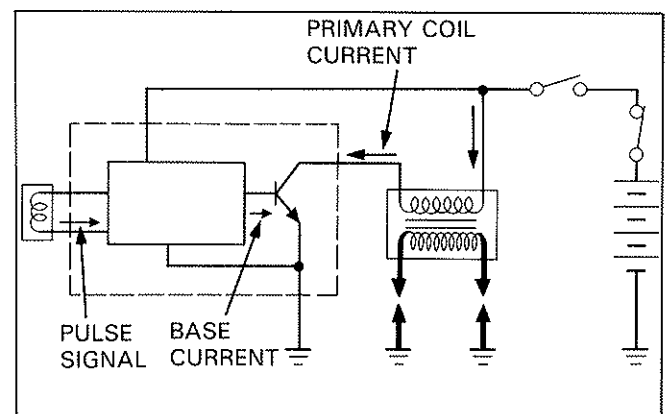 PRIMARY COIL
CURRENT
PULSE
SIGNAL
BASE
CURRENT